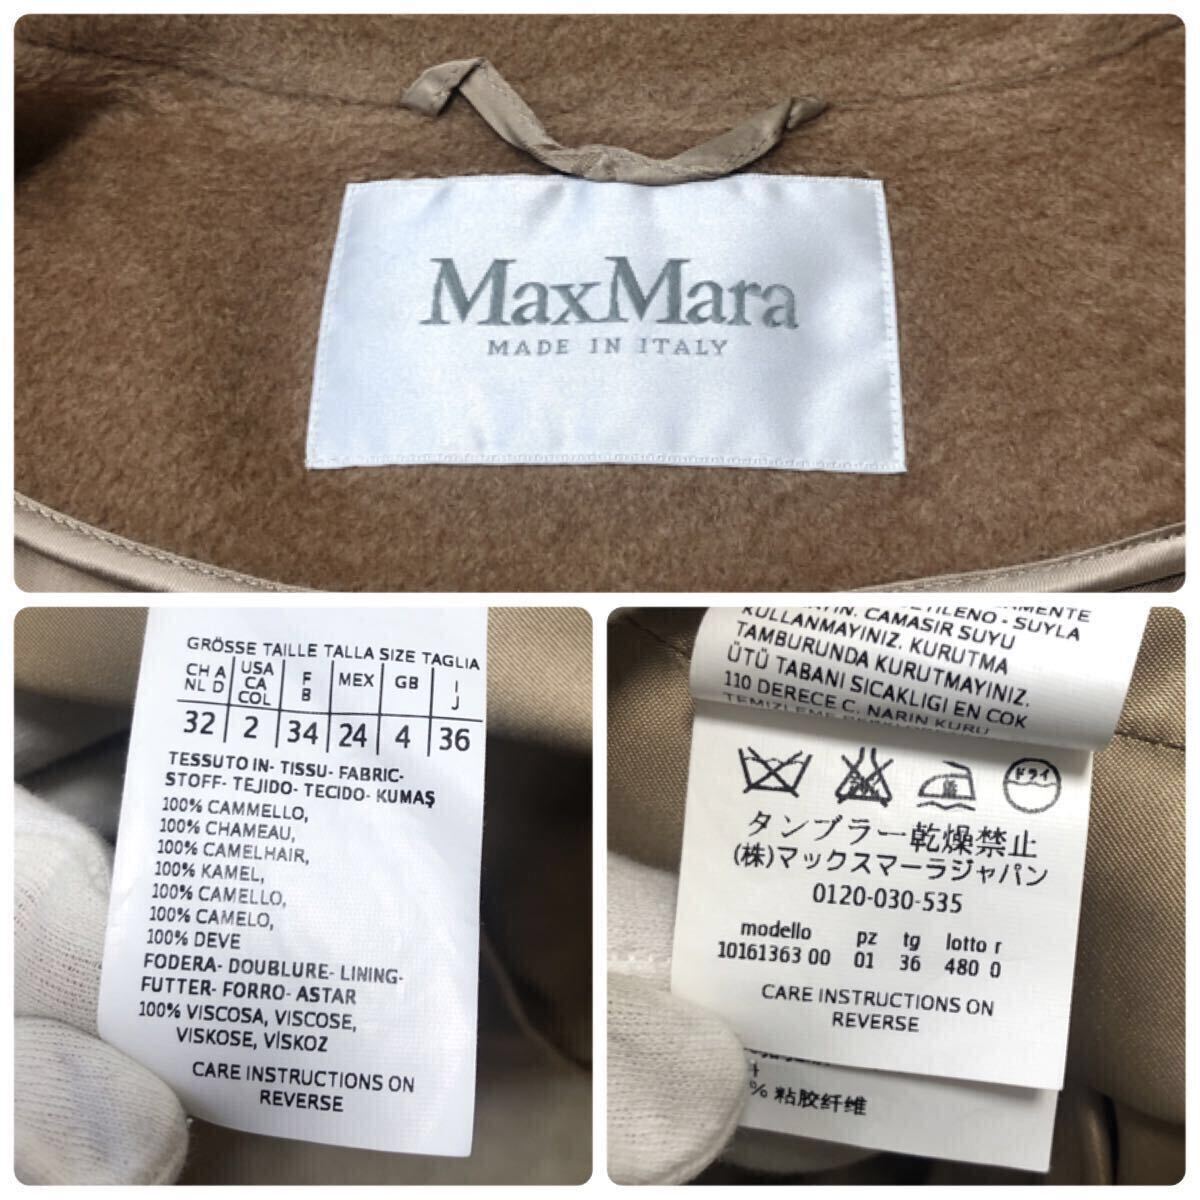 MaxMara
MADE IN ITALY
GRÖSSE TAILLE TALLA SIZE TAGLIA
CH A NL D USA CA COL F B MEX GB I J
32 2 34 24 4 36
TESSUTO IN- TISSU- FABRIC-
STOFF- TEJIDO- TECIDO- KUMAŞ
100% CAMMELLO,
100% CHAMEAU,
100% CAMELHAIR,
100% KAMEL,
100% CAMELLO,
100% CAMELO,
100% DEVE
FODERA- DOUBLURE- LINING-
FUTTER- FORRO- ASTAR
100% VISCOSA, VISCOSE,
VISKOSE, VİSKOZ
CARE INSTRUCTIONS ON
REVERSE
KULLANMAYINIZ. KURUTMA
TAMBURUNDA KURUTMAYINIZ.
ÜTÜ TABANI SICAKLIGI EN COK
110 DERECE C. NARIN KURU
ドライ
タンブラー乾燥禁止
(株)マックスマーラジャパン
0120-030-535
modello pz tg lotto r
10161363 00 01 36 480 0
CARE INSTRUCTIONS ON
REVERSE
% 粘胶纤维